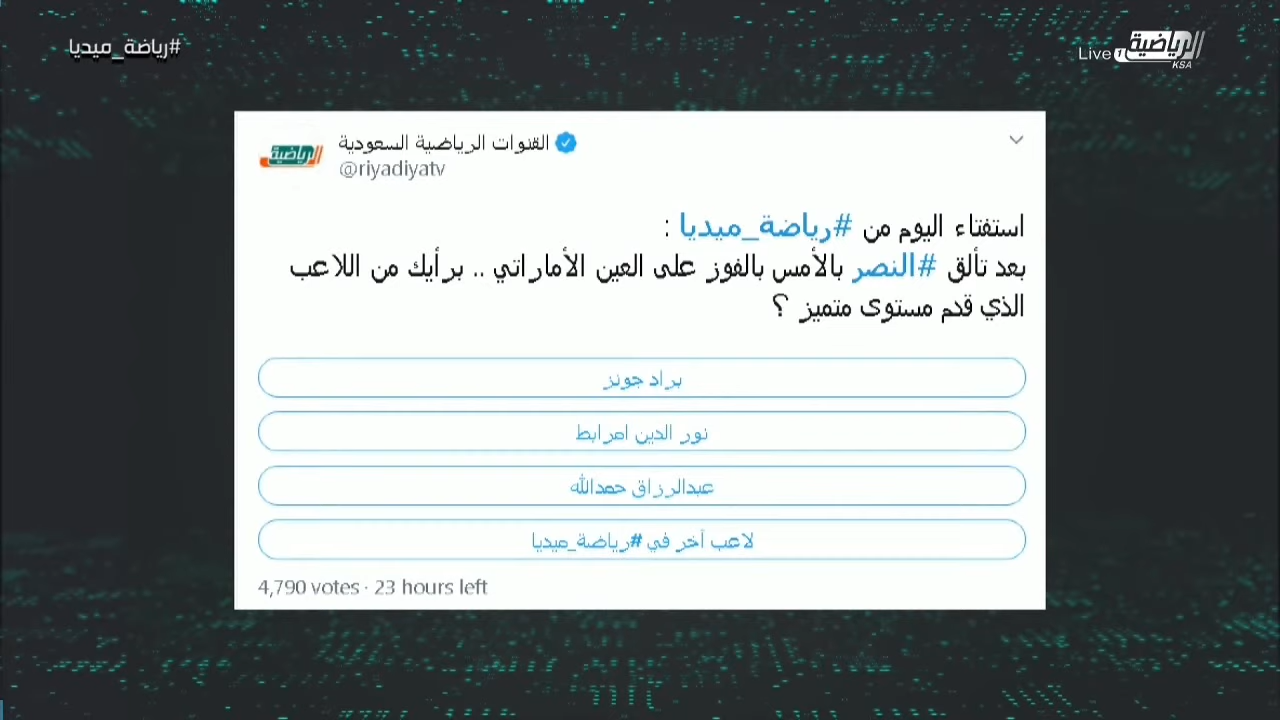 #رياضة_ميديا
Live 1 الرياضية
KSA
القنوات الرياضية السعودية
الرياضية
@riyadiyatv
استفتاء اليوم من #رياضة_ميديا :
بعد تألق #النصر بالأمس بالفوز على العين الأماراتي .. برأيك من اللاعب
الذي قدم مستوى متميز ؟
براد جونز
نور الدين امرابط
عبدالرزاق حمدالله
لاعب آخر في #رياضة_ميديا
4,790 votes · 23 hours left